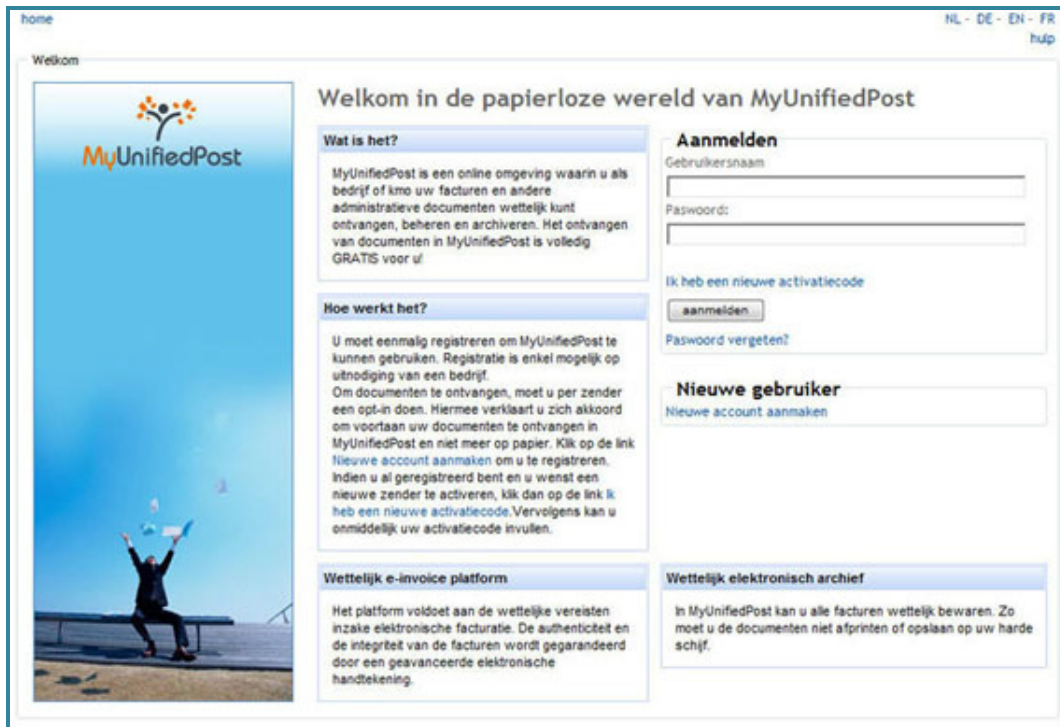 home
NL - DE - EN - FR
hulp
Welkom
MyUnifiedPost
Welkom in de papierloze wereld van MyUnifiedPost
Wat is het?
MyUnifiedPost is een online omgeving waarin u als
bedrijf of kmo uw facturen en andere
administratieve documenten wettelijk kunt
ontvangen, beheren en archiveren. Het ontvangen
van documenten in MyUnifiedPost is volledig
GRATIS voor u!
Hoe werkt het?
U moet eenmalig registreren om MyUnifiedPost te
kunnen gebruiken. Registratie is enkel mogelijk op
uitnodiging van een bedrijf.
Om documenten te ontvangen, moet u per zender
een opt-in doen. Hiermee verklaart u zich akkoord
om voortaan uw documenten te ontvangen in
MyUnifiedPost en niet meer op papier. Klik op de link
Nieuwe account aanmaken om u te registreren.
Indien u al geregistreerd bent en u wenst een
nieuwe zender te activeren, klik dan op de link Ik
heb een nieuwe activatiecode.Vervolgens kan u
onmiddellijk uw activatiecode invullen.
Aanmelden
Gebruikersnaam
Paswoord:
Ik heb een nieuwe activatiecode
aanmelden
Paswoord vergeten?
Nieuwe gebruiker
Nieuwe account aanmaken
Wettelijk e-invoice platform
Het platform voldoet aan de wettelijke vereisten
inzake elektronische facturatie. De authenticiteit en
de integriteit van de facturen wordt gegarandeerd
door een geavanceerde elektronische
handtekening.
Wettelijk elektronisch archief
In MyUnifiedPost kan u alle facturen wettelijk bewaren. Zo
moet u de documenten niet afprinten of opslaan op uw harde
schijf.